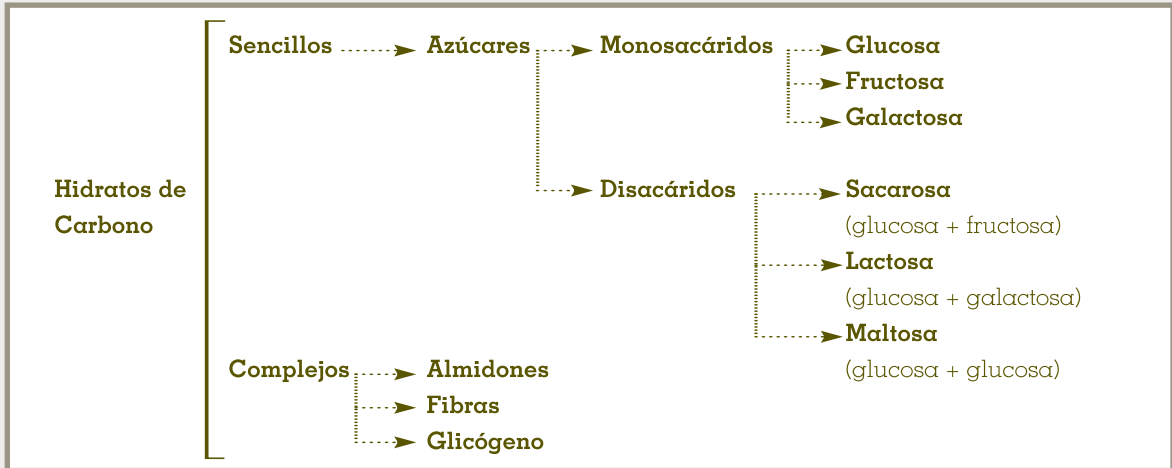 Sencillos
Azúcares
Monosacáridos
Glucosa
Fructosa
Galactosa
Hidratos de
Carbono
Disacáridos
Sacarosa
(glucosa + fructosa)
Lactosa
(glucosa + galactosa)
Maltosa
(glucosa + glucosa)
Complejos
Almidones
Fibras
Glicógeno